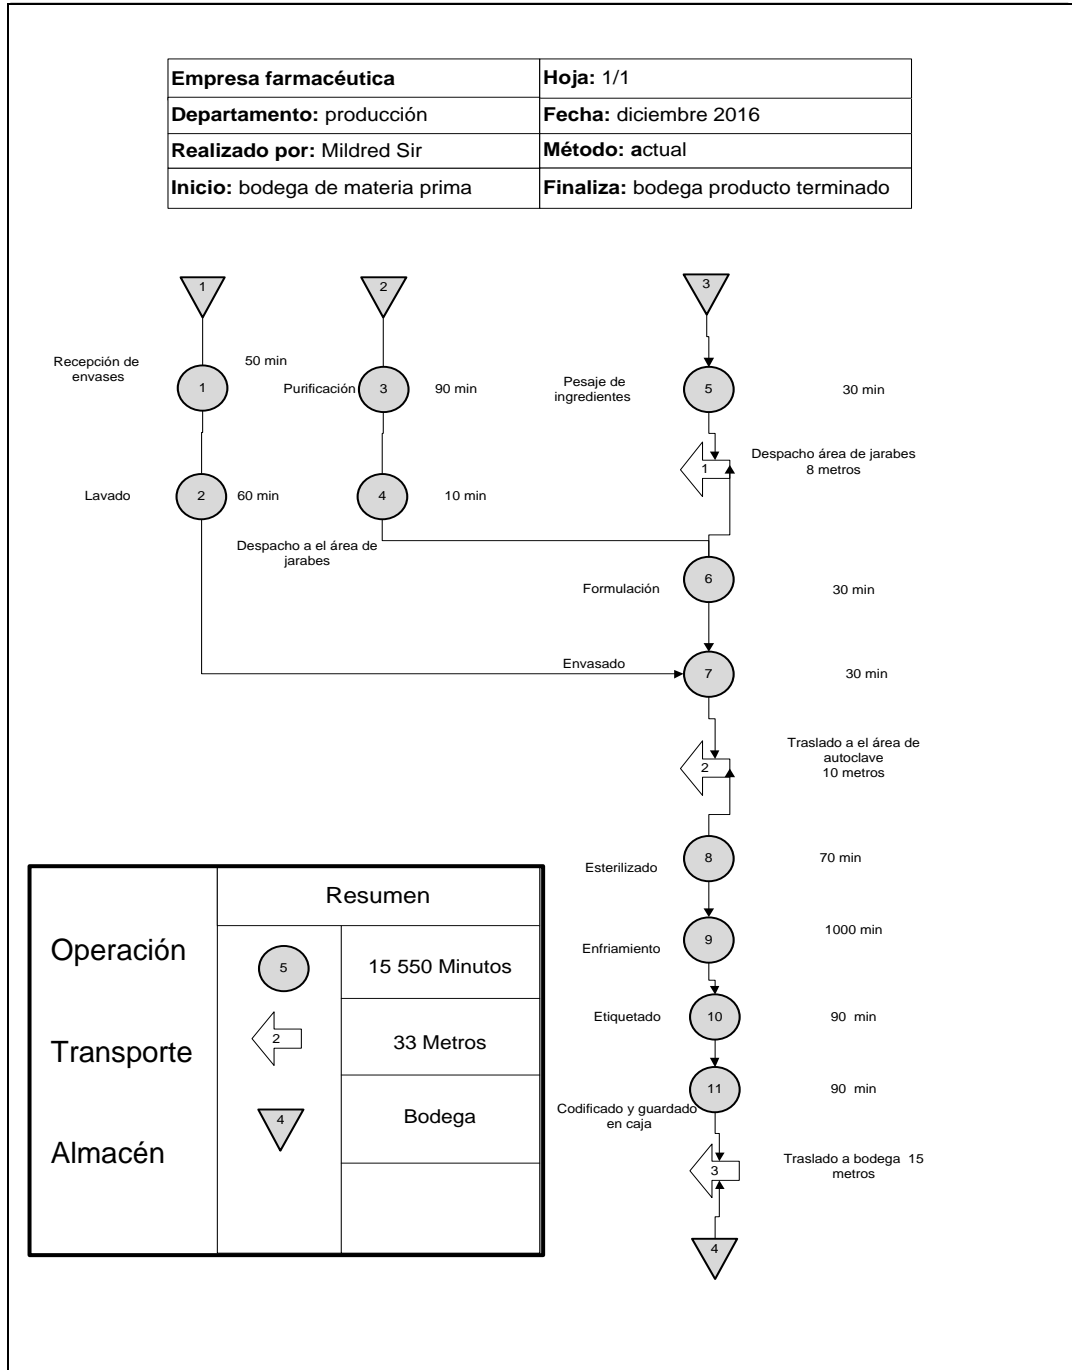 Empresa farmacéutica
Hoja: 1/1
Departamento: producción
Fecha: diciembre 2016
Realizado por: Mildred Sir
Método: actual
Inicio: bodega de materia prima
Finaliza: bodega producto terminado
1
2
3
Recepción de
envases
1
50 min
Purificación
3
90 min
Pesaje de
ingredientes
5
30 min
1
Despacho área de jarabes
8 metros
Lavado
2
60 min
4
10 min
Despacho a el área de
jarabes
Formulación
6
30 min
Envasado
7
30 min
2
Traslado a el área de
autoclave
10 metros
Esterilizado
8
70 min
Enfriamiento
9
1000 min
Etiquetado
10
90 min
11
90 min
Codificado y guardado
en caja
3
Traslado a bodega 15
metros
4
Resumen
Operación
5
15 550 Minutos
Transporte
2
33 Metros
Almacén
4
Bodega